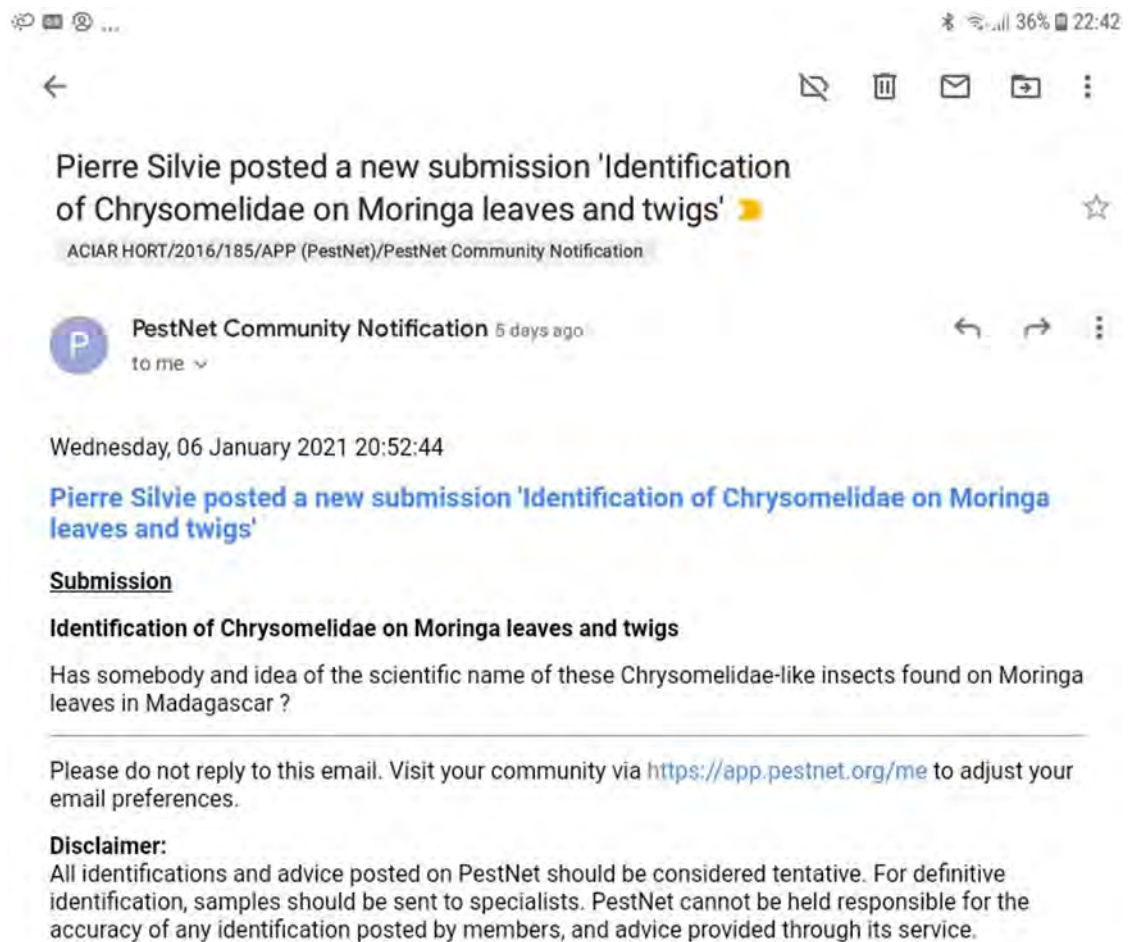 ... 36% 22:42
Pierre Silvie posted a new submission 'Identification
of Chrysomelidae on Moringa leaves and twigs'
ACIAR HORT/2016/185/APP (PestNet)/PestNet Community Notification
P
PestNet Community Notification 5 days ago
to me
Wednesday, 06 January 2021 20:52:44
Pierre Silvie posted a new submission 'Identification of Chrysomelidae on Moringa
leaves and twigs'
Submission
Identification of Chrysomelidae on Moringa leaves and twigs
Has somebody and idea of the scientific name of these Chrysomelidae-like insects found on Moringa
leaves in Madagascar ?
Please do not reply to this email. Visit your community via https://app.pestnet.org/me to adjust your
email preferences.
Disclaimer:
All identifications and advice posted on PestNet should be considered tentative. For definitive
identification, samples should be sent to specialists. PestNet cannot be held responsible for the
accuracy of any identification posted by members, and advice provided through its service.